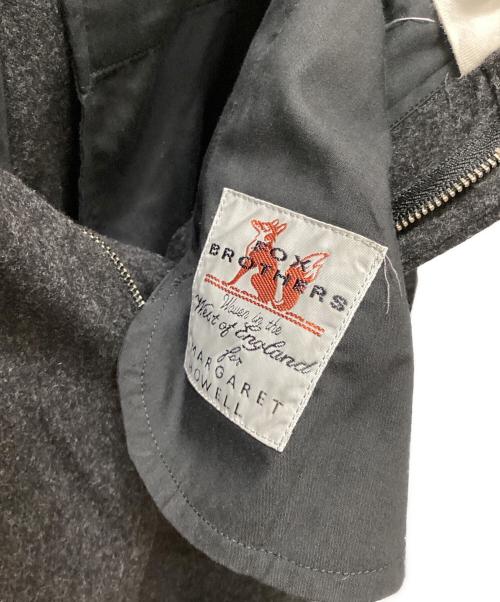 FOX
BROTHERS
Woven in the
West of England
for
MARGARET
HOWELL